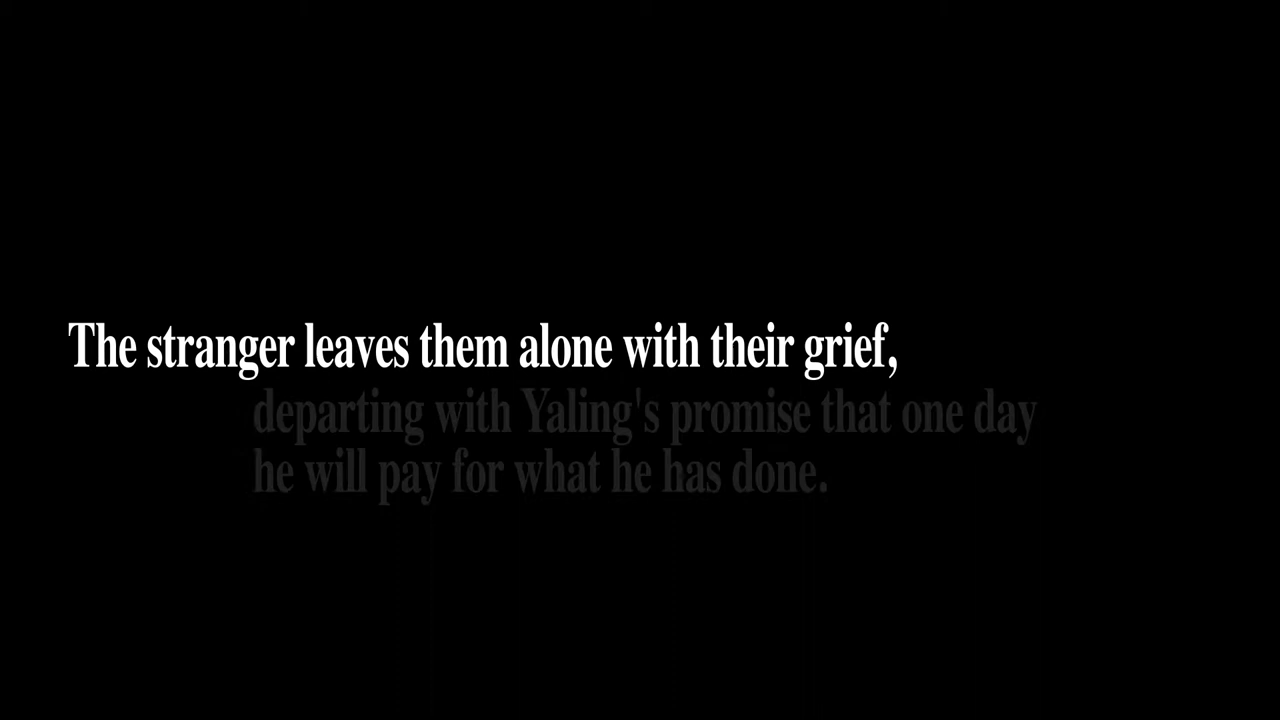 The stranger leaves them alone with their grief,
departing with Yaling's promise that one day
he will pay for what he has done.